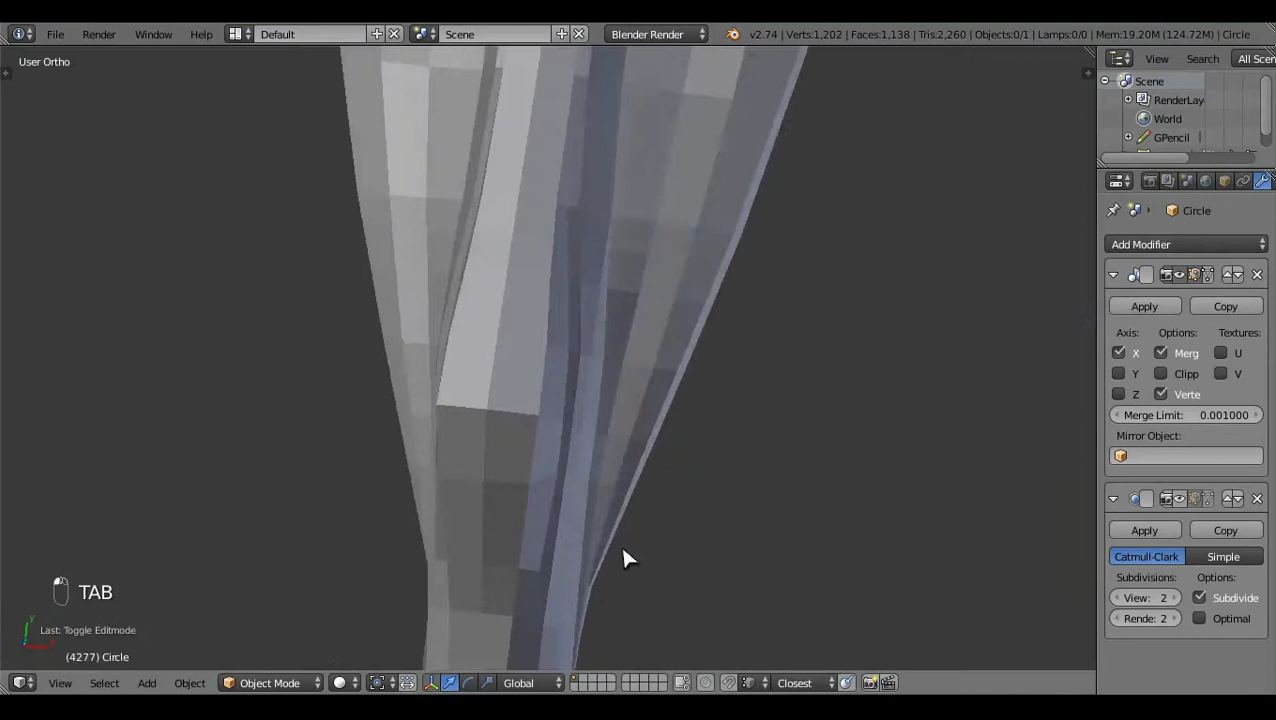 File Render Window Help Default Scene Blender Render v2.74 | Verts:1,202 | Faces:1,138 | Tris:2,260 | Objects:0/1 | Lamps:0/0 | Mem:19.20M (124.72M) | Circle
User Ortho
View Search All Scen
Scene
RenderLay
World
GPencil
Circle
Add Modifier
Apply Copy
Axis: Options: Textures:
X Merg U
Y Clipp V
Z Verte
Merge Limit: 0.001000
Mirror Object:
Apply Copy
Catmull-Clark Simple
Subdivisions: Options:
View: 2 Subdivide
Rende: 2 Optimal
TAB
Last: Toggle Editmode
(4277) Circle
View Select Add Object Object Mode Global Closest